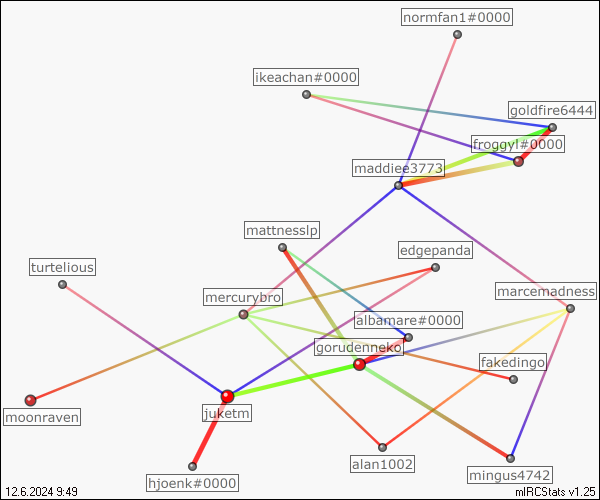 normfan1#0000
ikeachan#0000
goldfire6444
froggy!#0000
maddiee3773
mattnesslp
edgepanda
turtelious
marcemadness
mercurybro
albamare#0000
gorudenneko
fakedingo
moonraven
juketm
alan1002
mingus4742
hjoenk#0000
12.6.2024 9:49
mIRCStats v1.25